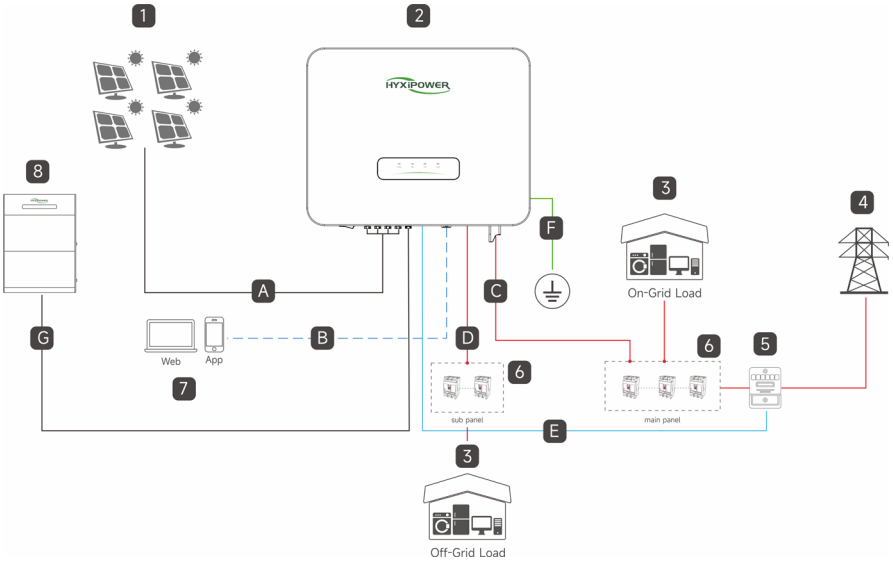 1
2
HYXiPOWER
8
3
4
F
On-Grid Load
A
C
G
B
D
Web
App
7
6
6
5
sub panel
main panel
E
3
Off-Grid Load